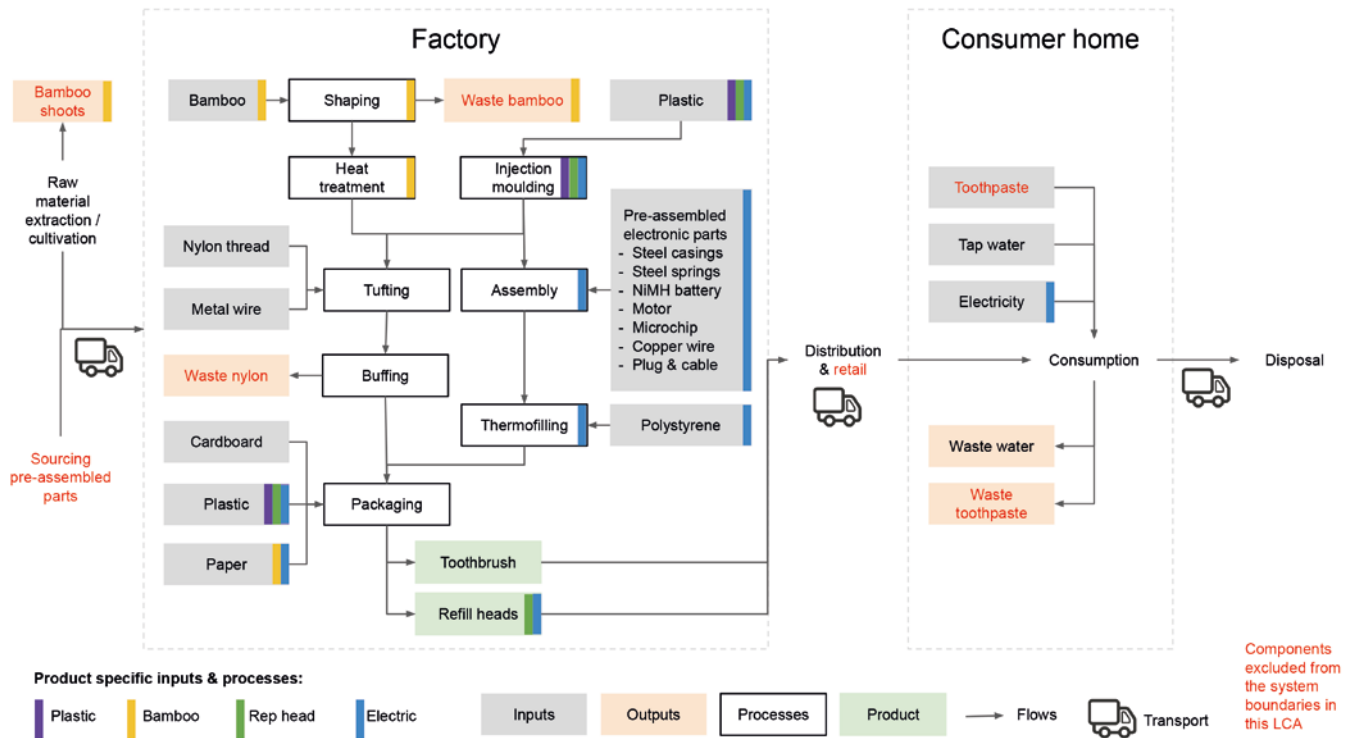 Factory
Consumer home
Bamboo
shoots
Bamboo
Shaping
Waste bamboo
Plastic
Raw
material
extraction /
cultivation
Heat
treatment
Injection
moulding
Pre-assembled
electronic parts
- Steel casings
- Steel springs
- NiMH battery
- Motor
- Microchip
- Copper wire
- Plug & cable
Toothpaste
Tap water
Electricity
Nylon thread
Metal wire
Tufting
Assembly
Waste nylon
Buffing
Distribution
& retail
Consumption
Disposal
Sourcing
pre-assembled
parts
Cardboard
Plastic
Paper
Thermofilling
Polystyrene
Packaging
Waste water
Waste
toothpaste
Toothbrush
Refill heads
Product specific inputs & processes:
Plastic
Bamboo
Rep head
Electric
Inputs
Outputs
Processes
Product
Flows
Transport
Components
excluded from
the system
boundaries in
this LCA